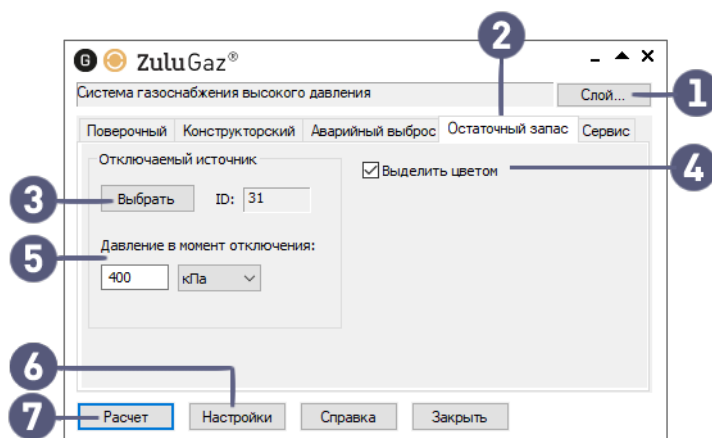 2
ZuluGaz®
Система газоснабжения высокого давления
Слой...
1
Поверочный Конструкторский Аварийный выброс Остаточный запас Сервис
Отключаемый источник
Выделить цветом
4
3
Выбрать ID: 31
5
Давление в момент отключения:
400 кПа
6
7
Расчет Настройки Справка Закрыть